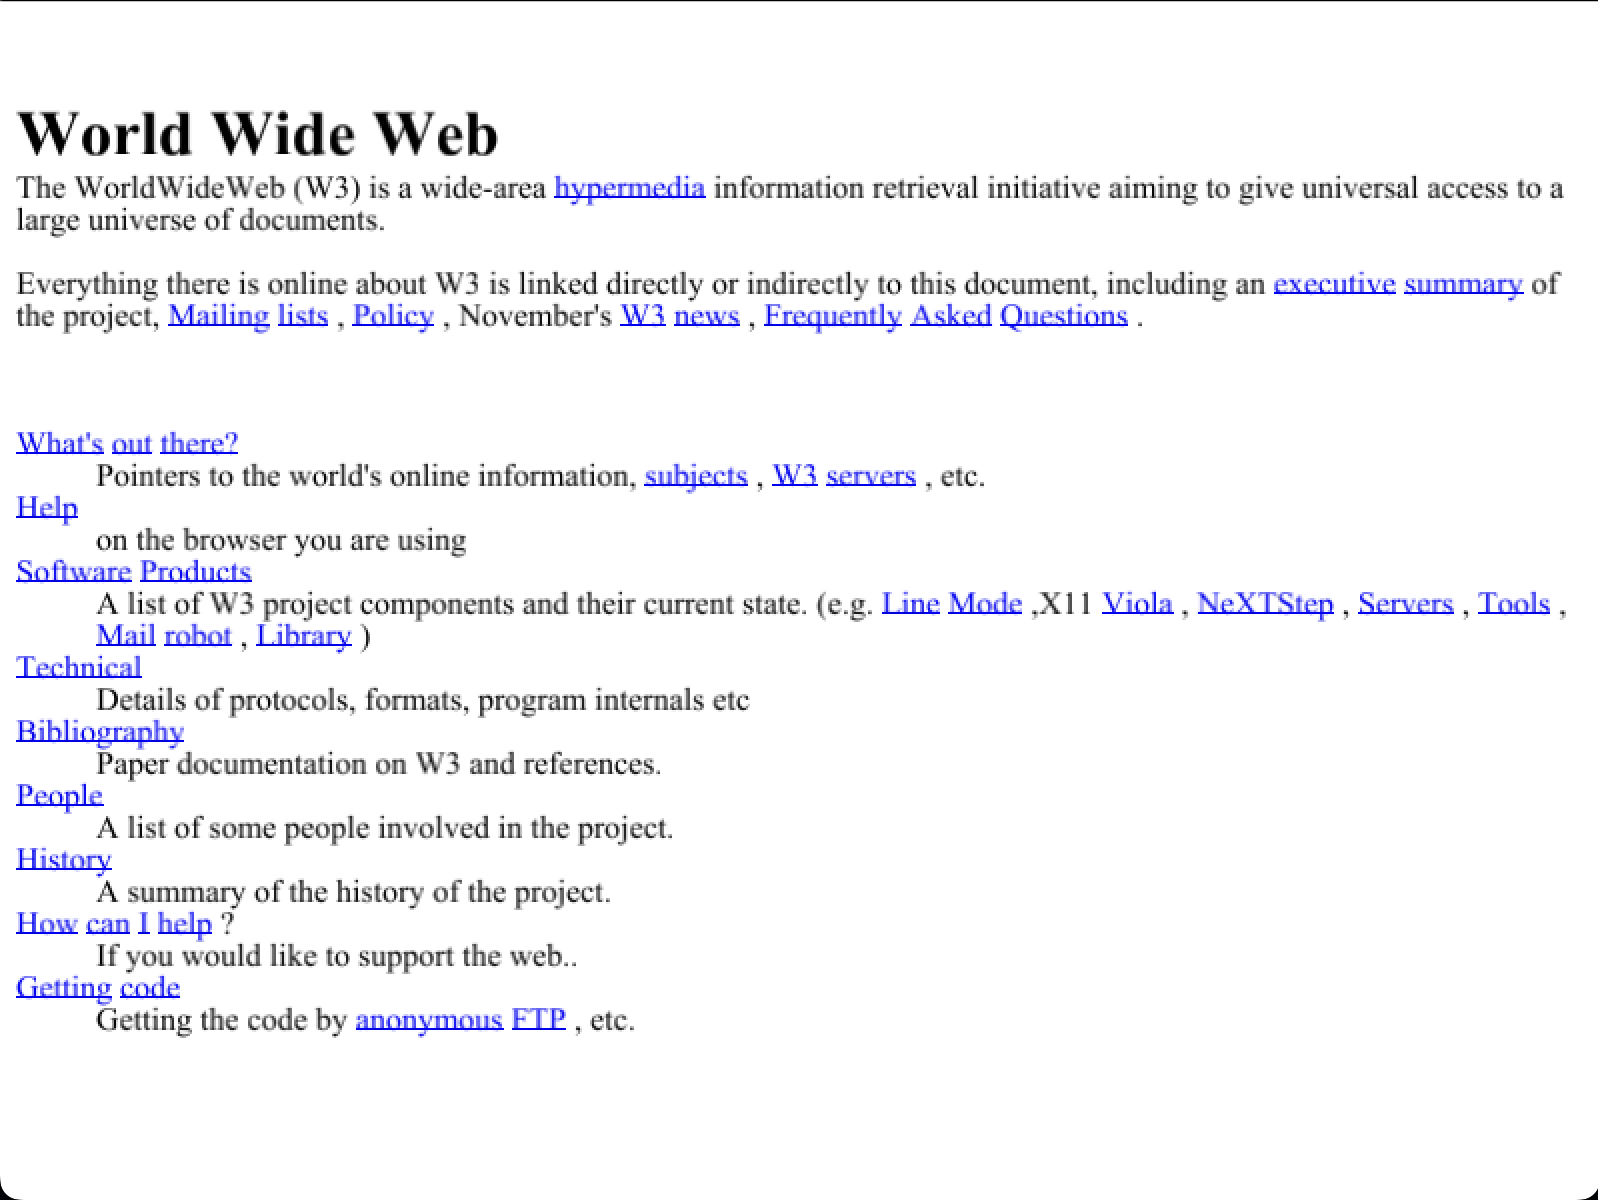 World Wide Web
The WorldWideWeb (W3) is a wide-area hypermedia information retrieval initiative aiming to give universal access to a
large universe of documents.
Everything there is online about W3 is linked directly or indirectly to this document, including an executive summary of
the project, Mailing lists , Policy , November's W3 news , Frequently Asked Questions .
What's out there?
Pointers to the world's online information, subjects , W3 servers , etc.
Help
on the browser you are using
Software Products
A list of W3 project components and their current state. (e.g. Line Mode ,X11 Viola , NeXTStep , Servers , Tools ,
Mail robot , Library )
Technical
Details of protocols, formats, program internals etc
Bibliography
Paper documentation on W3 and references.
People
A list of some people involved in the project.
History
A summary of the history of the project.
How can I help ?
If you would like to support the web..
Getting code
Getting the code by anonymous FTP , etc.